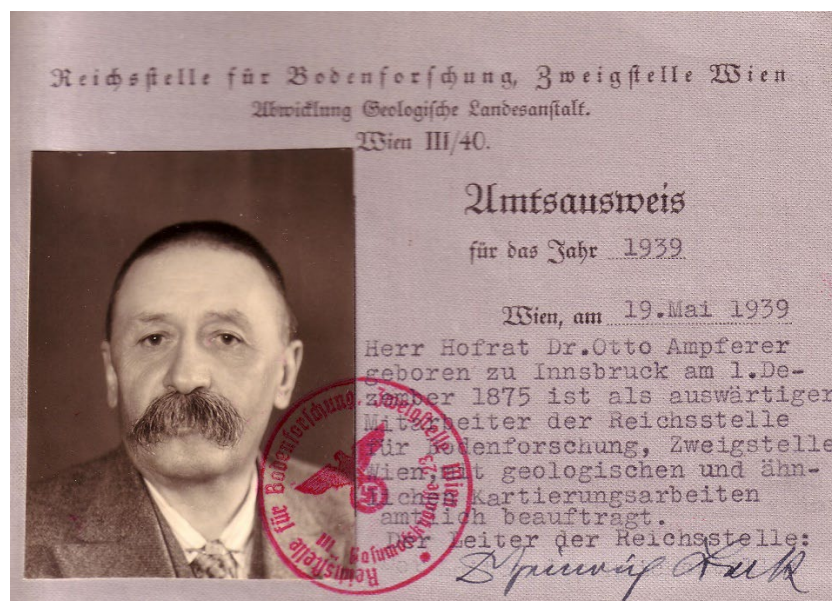 Reichsstelle für Bodenforschung, Zweigstelle Wien
Abwicklung Geologische Landesanstalt.
Wien III/40.
Amtsausweis
für das Jahr 1939
Wien, am 19.Mai 1939
Herr Hofrat Dr.Otto Ampferer
geboren zu Innsbruck am 1.De-
zember 1875 ist als auswärtiger
Mitarbeiter der Reichsstelle
für Bodenforschung, Zweigstelle
Wien, mit geologischen und ähn-
lichen Kartierungsarbeiten
amtlich beauftragt.
Der Leiter der Reichsstelle:
Reichsstelle für Bodenforschung, Zweigstelle Wien
III Rasumofskygasse 23